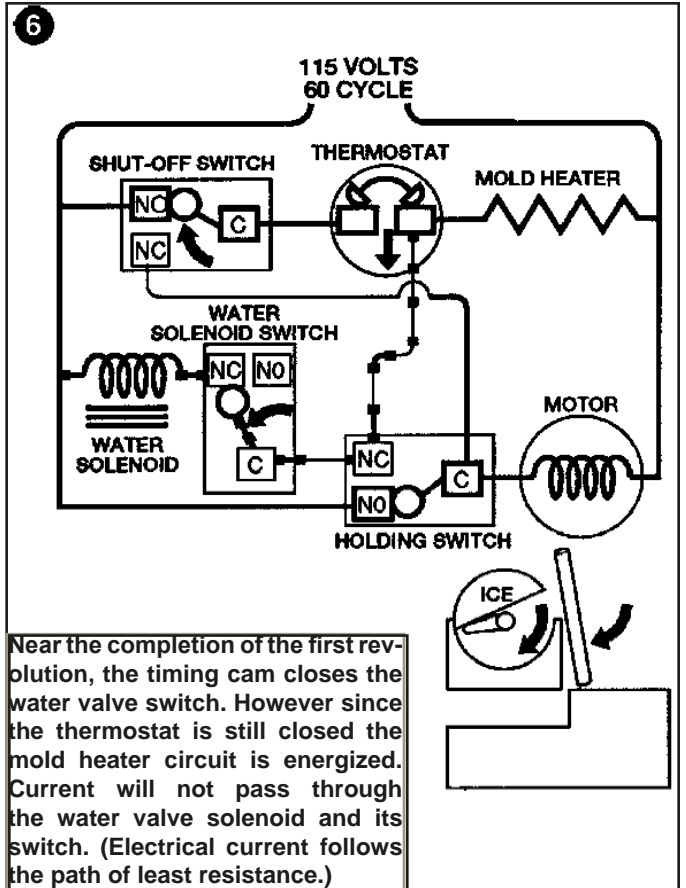 6
115 VOLTS
60 CYCLE
SHUT-OFF SWITCH
THERMOSTAT
MOLD HEATER
NC
C
NC
WATER
SOLENOID SWITCH
NC NO
MOTOR
WATER
SOLENOID
C
NC
C
NO
HOLDING SWITCH
ICE
Near the completion of the first rev-
olution, the timing cam closes the
water valve switch. However since
the thermostat is still closed the
mold heater circuit is energized.
Current will not pass through
the water valve solenoid and its
switch. (Electrical current follows
the path of least resistance.)